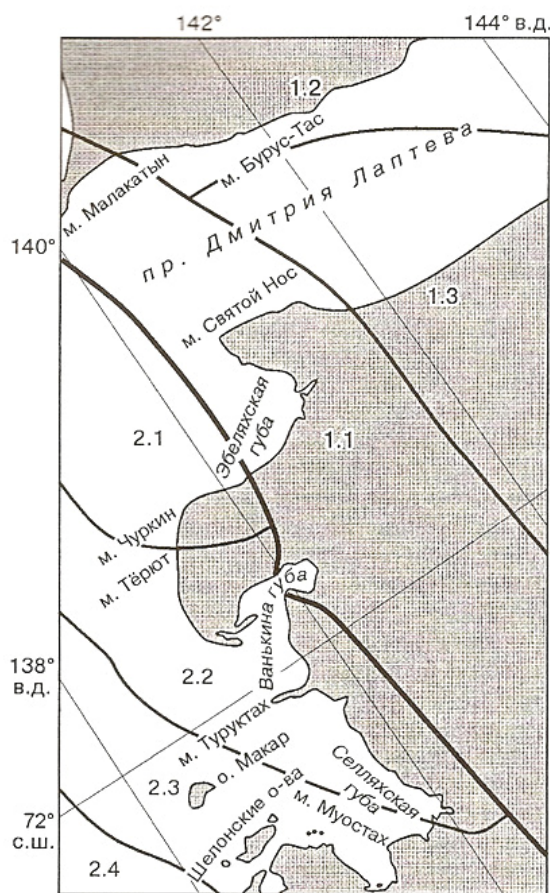 142°
144° в.д.
1.2
м. Бурус-Тас
м. Малакатын
пр. Дмитрия Лаптева
140°
м. Святой Нос
1.3
Эбеляхская
губа
1.1
2.1
м. Чуркин
м. Тёрют
Ванькина губа
138°
в.д.
2.2
м. Туруктах
о. Макар
2.3
Селляхская
губа
м. Муостах
Шелонские о-ва
72°
с.ш.
2.4